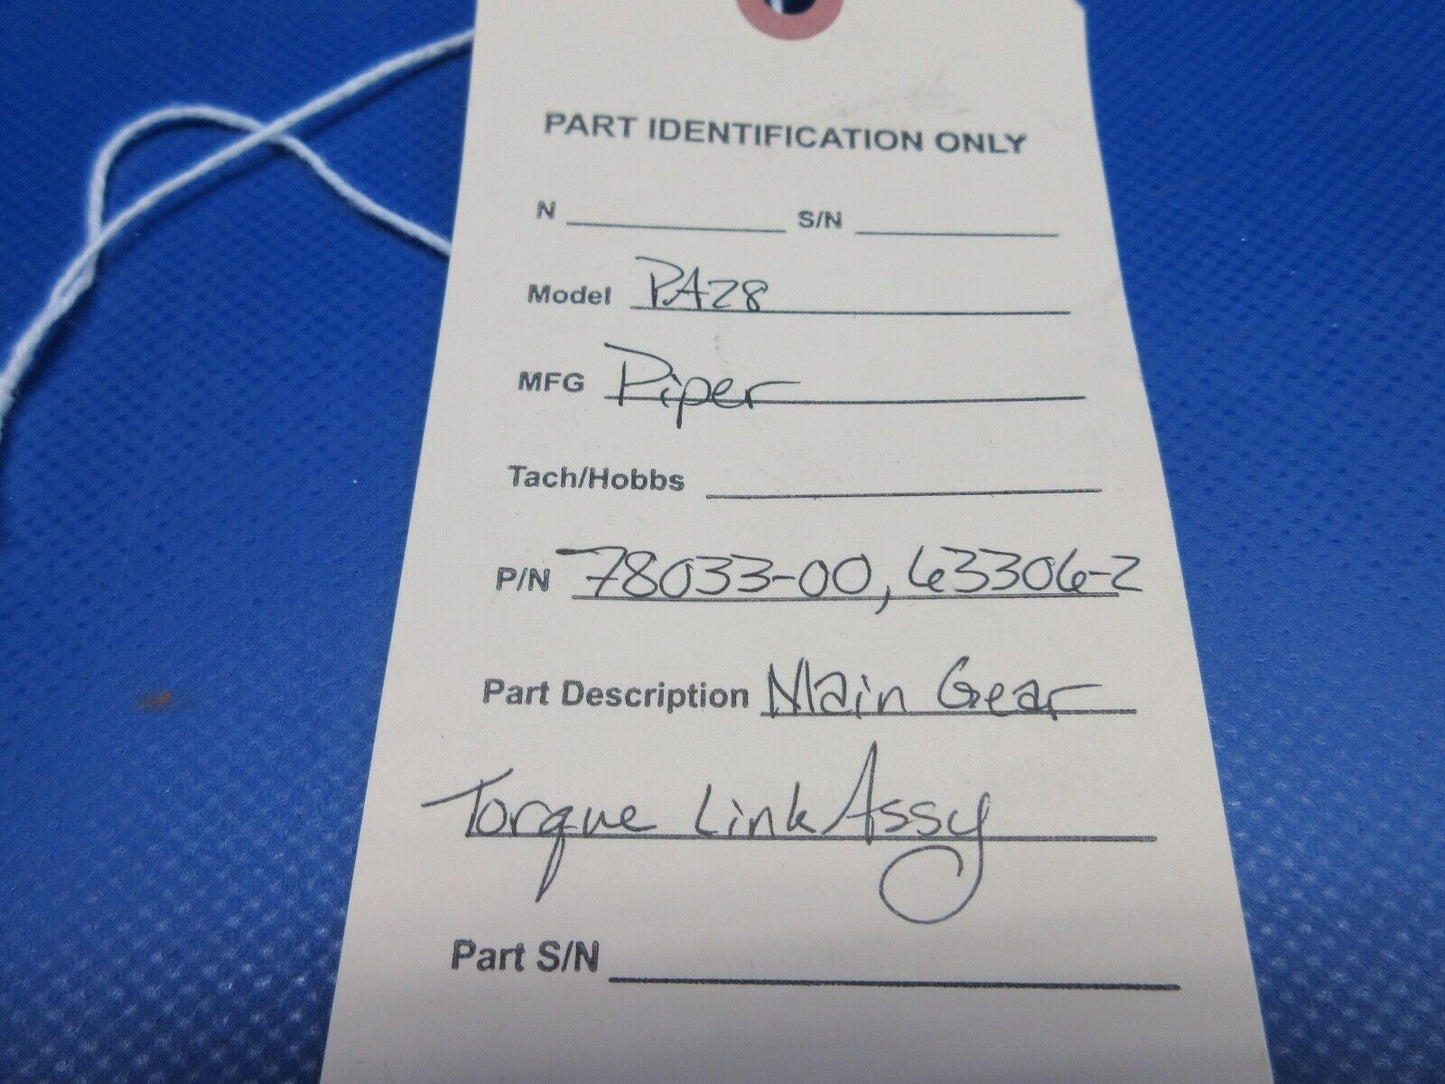 PART IDENTIFICATION ONLY
N S/N
Model PA28
MFG Piper
Tach/Hobbs
P/N 78033-00, 63306-2
Part Description Main Gear
Torque Link Assy
Part S/N